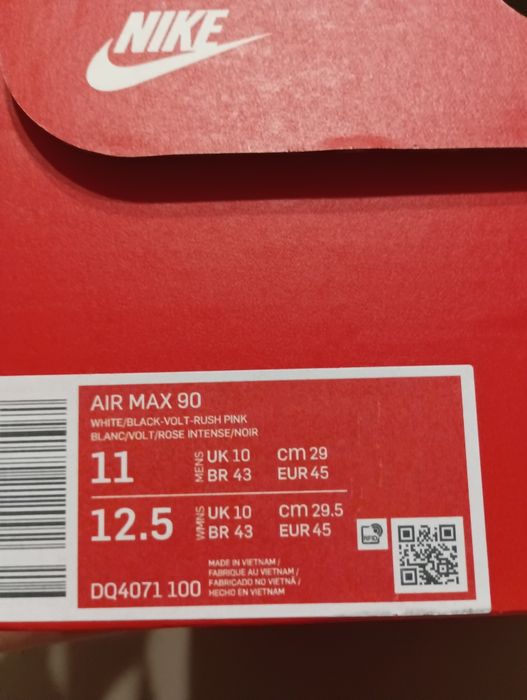 NIKE
AIR MAX 90
WHITE/BLACK-VOLT-RUSH PINK
BLANC/VOLT/ROSE INTENSE/NOIR
11 MENS UK 10 cm 29
BR 43 EUR 45
12.5 WMNS UK 10 cm 29.5
BR 43 EUR 45
RFID
MADE IN VIETNAM /
FABRIQUE AU VIETNAM /
FABRICADO NO VIETNÃ /
HECHO EN VIETNAM
DQ4071 100